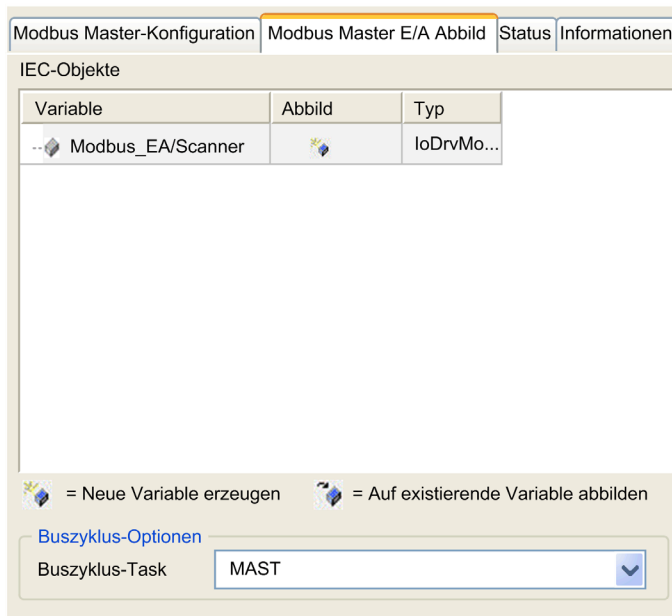 Modbus Master-Konfiguration Modbus Master E/A Abbild Status Informationen
IEC-Objekte
Variable Abbild Typ
Modbus_EA/Scanner IoDrvMo...
= Neue Variable erzeugen = Auf existierende Variable abbilden
Buszyklus-Optionen
Buszyklus-Task MAST